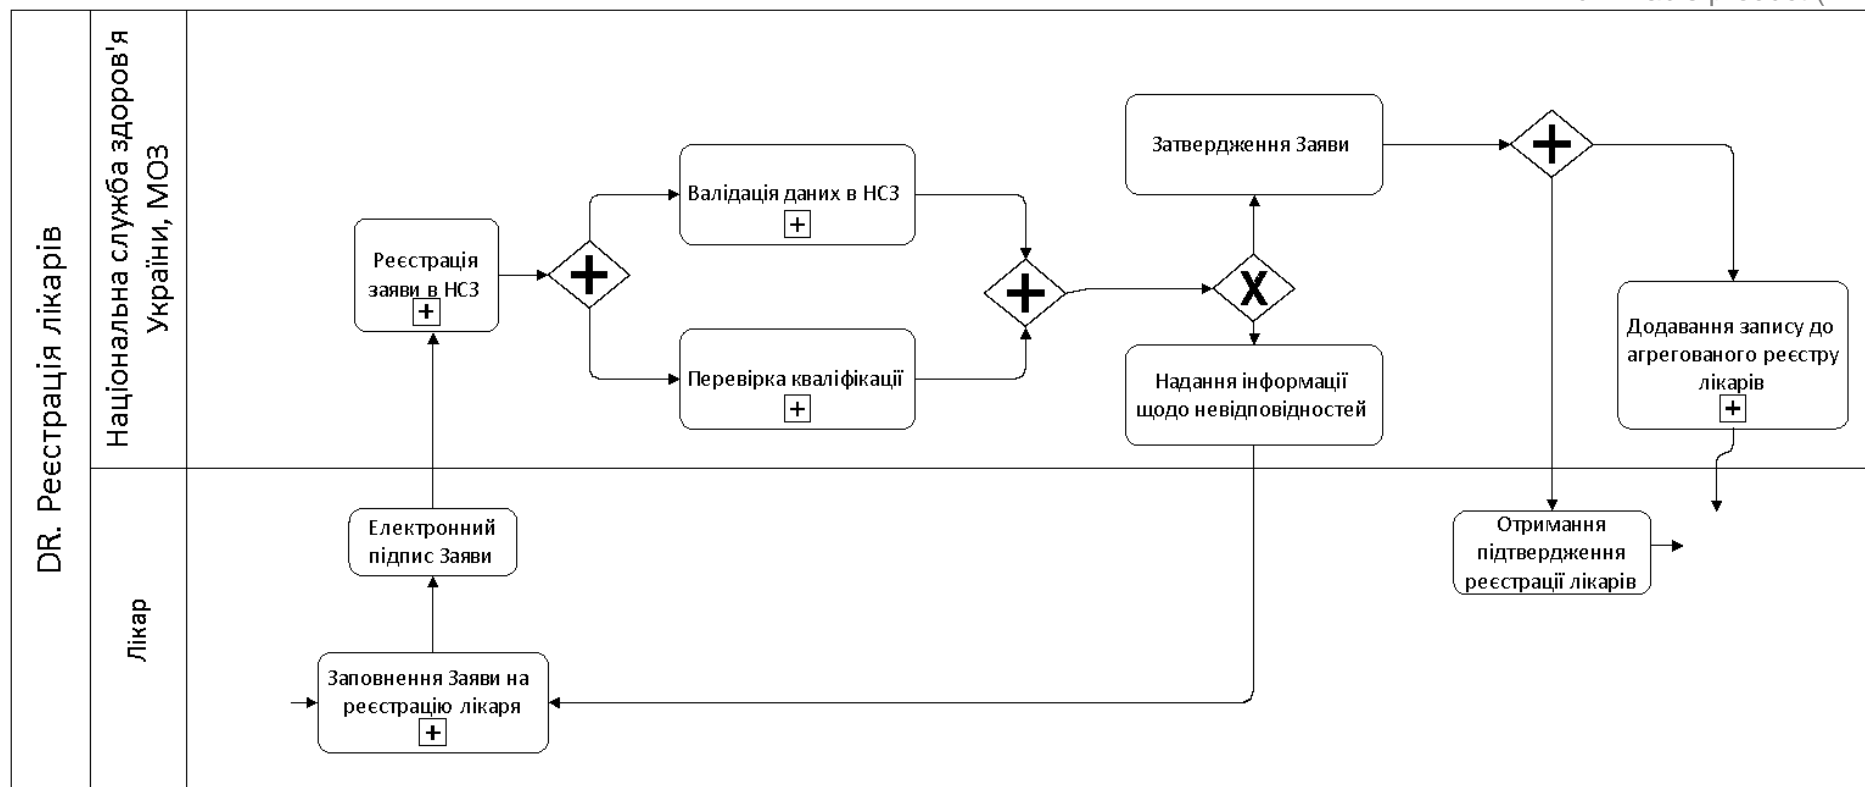 DR. Реєстрація лікарів
Національна служба здоров'я
України, МОЗ
Реєстрація
заяви в НСЗ
Валідація даних в НСЗ
Перевірка кваліфікації
Затвердження Заяви
Надання інформації
щодо невідповідностей
Додавання запису до
агрегованого реєстру
лікарів
Лікар
Електронний
підпис Заяви
Заповнення Заяви на
реєстрацію лікаря
Отримання
підтвердження
реєстрації лікарів